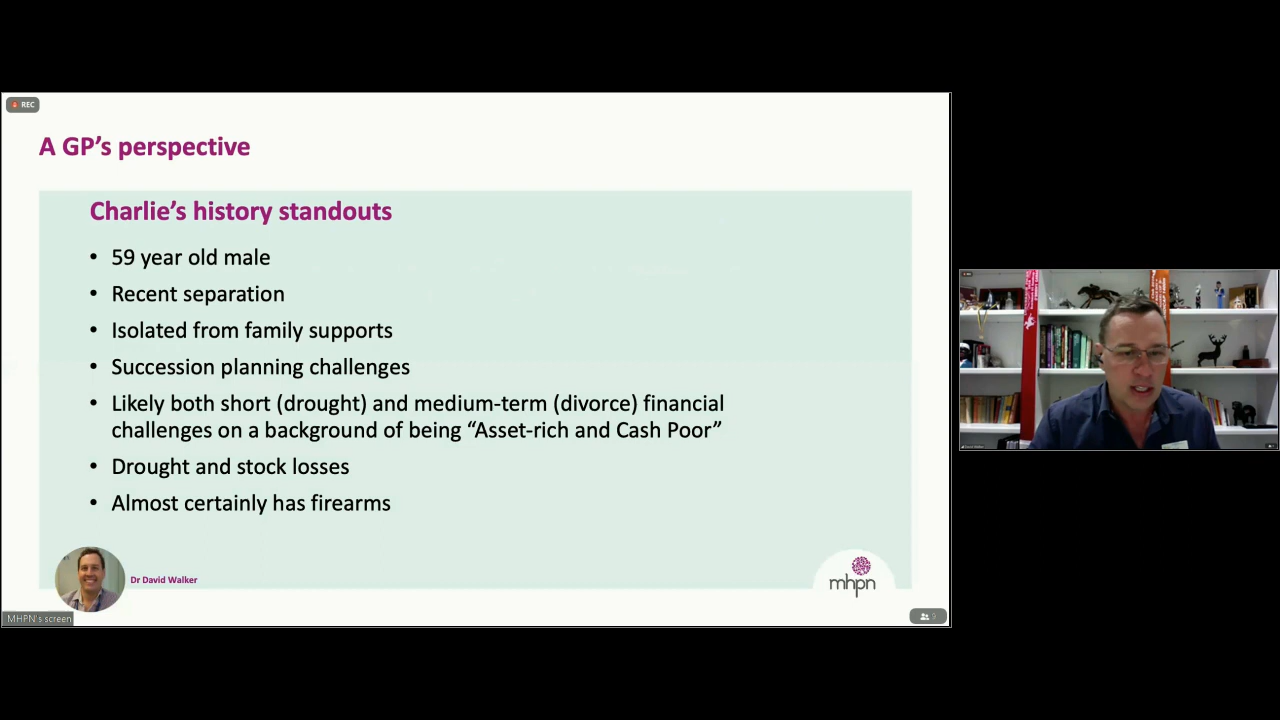 REC
A GP’s perspective
Charlie’s history standouts
• 59 year old male
• Recent separation
• Isolated from family supports
• Succession planning challenges
• Likely both short (drought) and medium-term (divorce) financial
challenges on a background of being “Asset-rich and Cash Poor”
• Drought and stock losses
• Almost certainly has firearms
Dr David Walker
mhpn
MHPN's screen
9